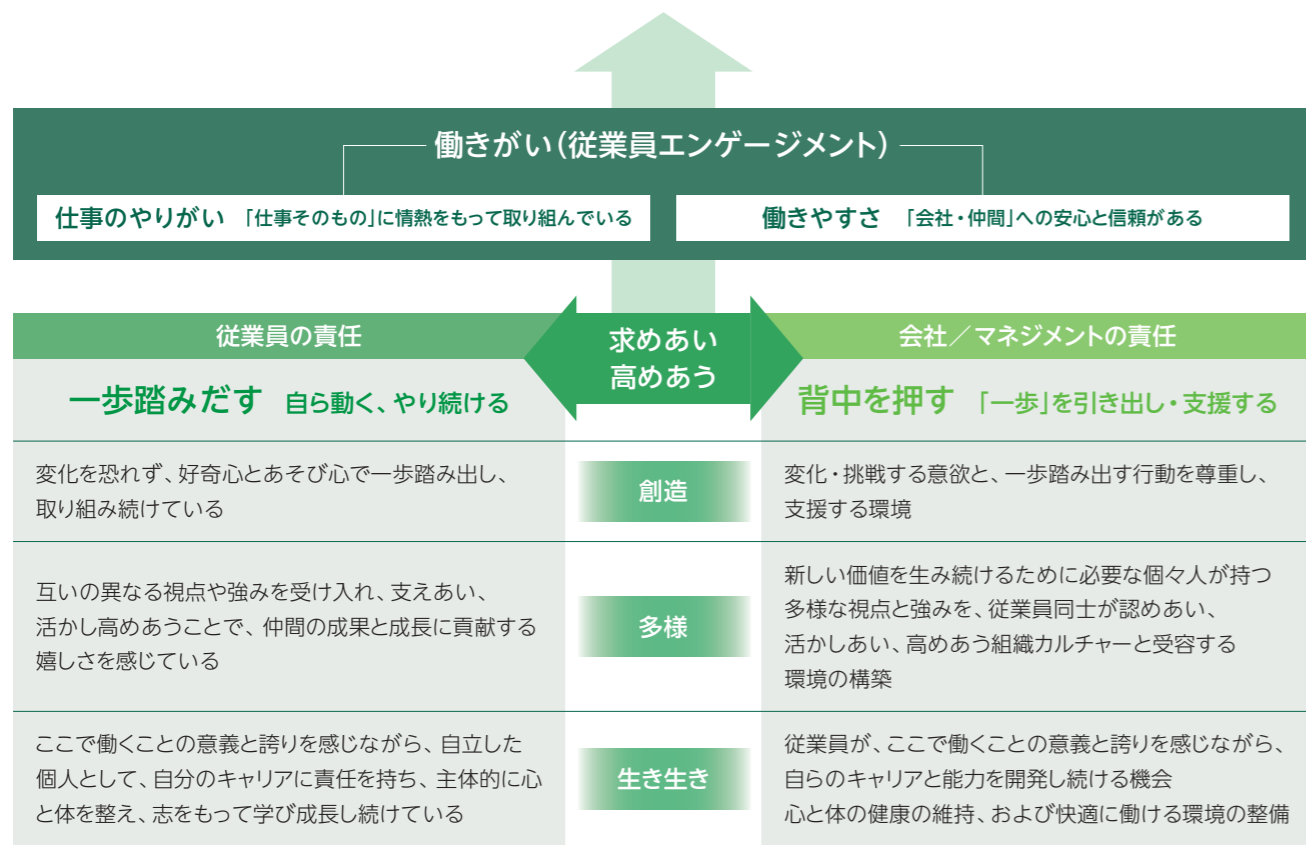 働きがい（従業員エンゲージメント）
仕事のやりがい 「仕事そのもの」に情熱をもって取り組んでいる
働きやすさ 「会社・仲間」への安心と信頼がある
従業員の責任
求めあい
高めあう
会社／マネジメントの責任
一歩踏みだす 自ら動く、やり続ける
背中を押す 「一歩」を引き出し・支援する
変化を恐れず、好奇心とあそび心で一歩踏み出し、
取り組み続けている
創造
変化・挑戦する意欲と、一歩踏み出す行動を尊重し、
支援する環境
互いの異なる視点や強みを受け入れ、支えあい、
活かし高めあうことで、仲間の成果と成長に貢献する
嬉しさを感じている
多様
新しい価値を生み続けるために必要な個々人が持つ
多様な視点と強みを、従業員同士が認めあい、
活かしあい、高めあう組織カルチャーと受容する
環境の構築
ここで働くことの意義と誇りを感じながら、自立した
個人として、自分のキャリアに責任を持ち、主体的に心
と体を整え、志をもって学び成長し続けている
生き生き
従業員が、ここで働くことの意義と誇りを感じながら、
自らのキャリアと能力を開発し続ける機会
心と体の健康の維持、および快適に働ける環境の整備